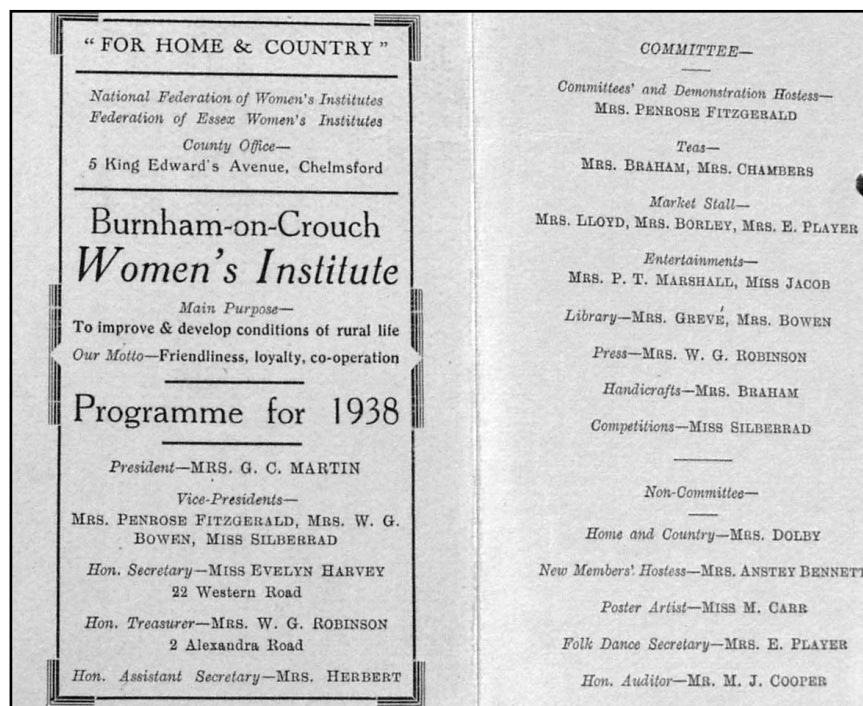 " FOR HOME & COUNTRY "
National Federation of Women's Institutes
Federation of Essex Women's Institutes
County Office—
5 King Edward's Avenue, Chelmsford
Burnham-on-Crouch
Women's Institute
Main Purpose—
To improve & develop conditions of rural life
Our Motto—Friendliness, loyalty, co-operation
Programme for 1938
President—MRS. G. C. MARTIN
Vice-Presidents—
MRS. PENROSE FITZGERALD, MRS. W. G.
BOWEN, MISS SILBERRAD
Hon. Secretary—MISS EVELYN HARVEY
22 Western Road
Hon. Treasurer—MRS. W. G. ROBINSON
2 Alexandra Road
Hon. Assistant Secretary—MRS. HERBERT
COMMITTEE—
Committees' and Demonstration Hostess—
MRS. PENROSE FITZGERALD
Teas—
MRS. BRAHAM, MRS. CHAMBERS
Market Stall—
MRS. LLOYD, MRS. BORLEY, MRS. E. PLAYER
Entertainments—
MRS. P. T. MARSHALL, MISS JACOB
Library—MRS. GREVÉ, MRS. BOWEN
Press—MRS. W. G. ROBINSON
Handicrafts—MRS. BRAHAM
Competitions—MISS SILBERRAD
Non-Committee—
Home and Country—MRS. DOLBY
New Members' Hostess—MRS. ANSTEY BENNETT
Poster Artist—MISS M. CARR
Folk Dance Secretary—MRS. E. PLAYER
Hon. Auditor—MR. M. J. COOPER